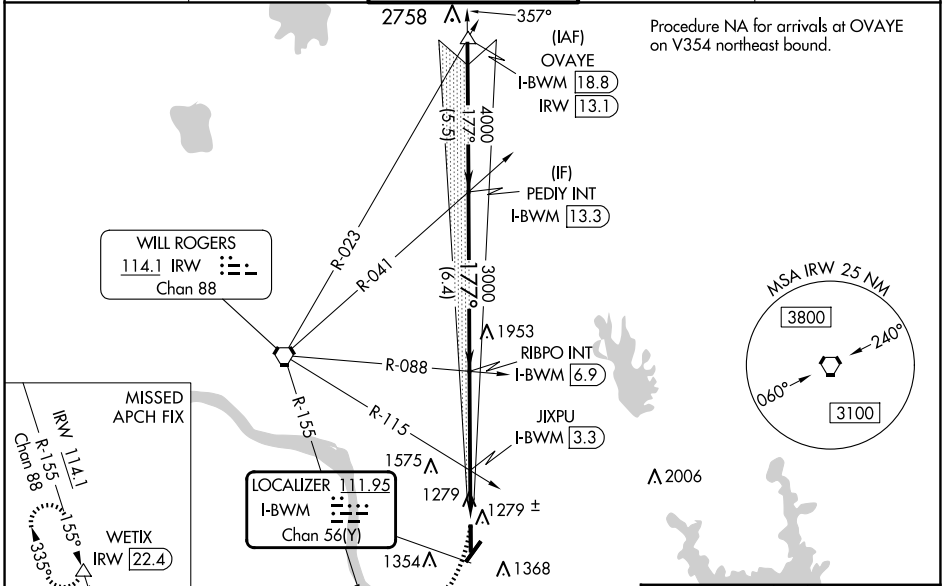 2758
357°
Procedure NA for arrivals at OVAYE
on V354 northeast bound.
(IAF)
OVAYE
I-BWM 18.8
IRW 13.1
4000
177°
(5.5)
(IF)
PEDIY INT
I-BWM 13.3
R-023
R-041
WILL ROGERS
114.1 IRW
Chan 88
3000
177°
(6.4)
1953
MSA IRW 25 NM
3800
240°
060°
3100
RIBPO INT
I-BWM 6.9
R-088
R-115
R-155
JIXPU
I-BWM 3.3
MISSED
APCH FIX
IRW 114.1
R-155
Chan 88
155°
335°
WETIX
IRW 22.4
1575
LOCALIZER 111.95
I-BWM
Chan 56(Y)
1279
1279 ±
2006
1354
1368